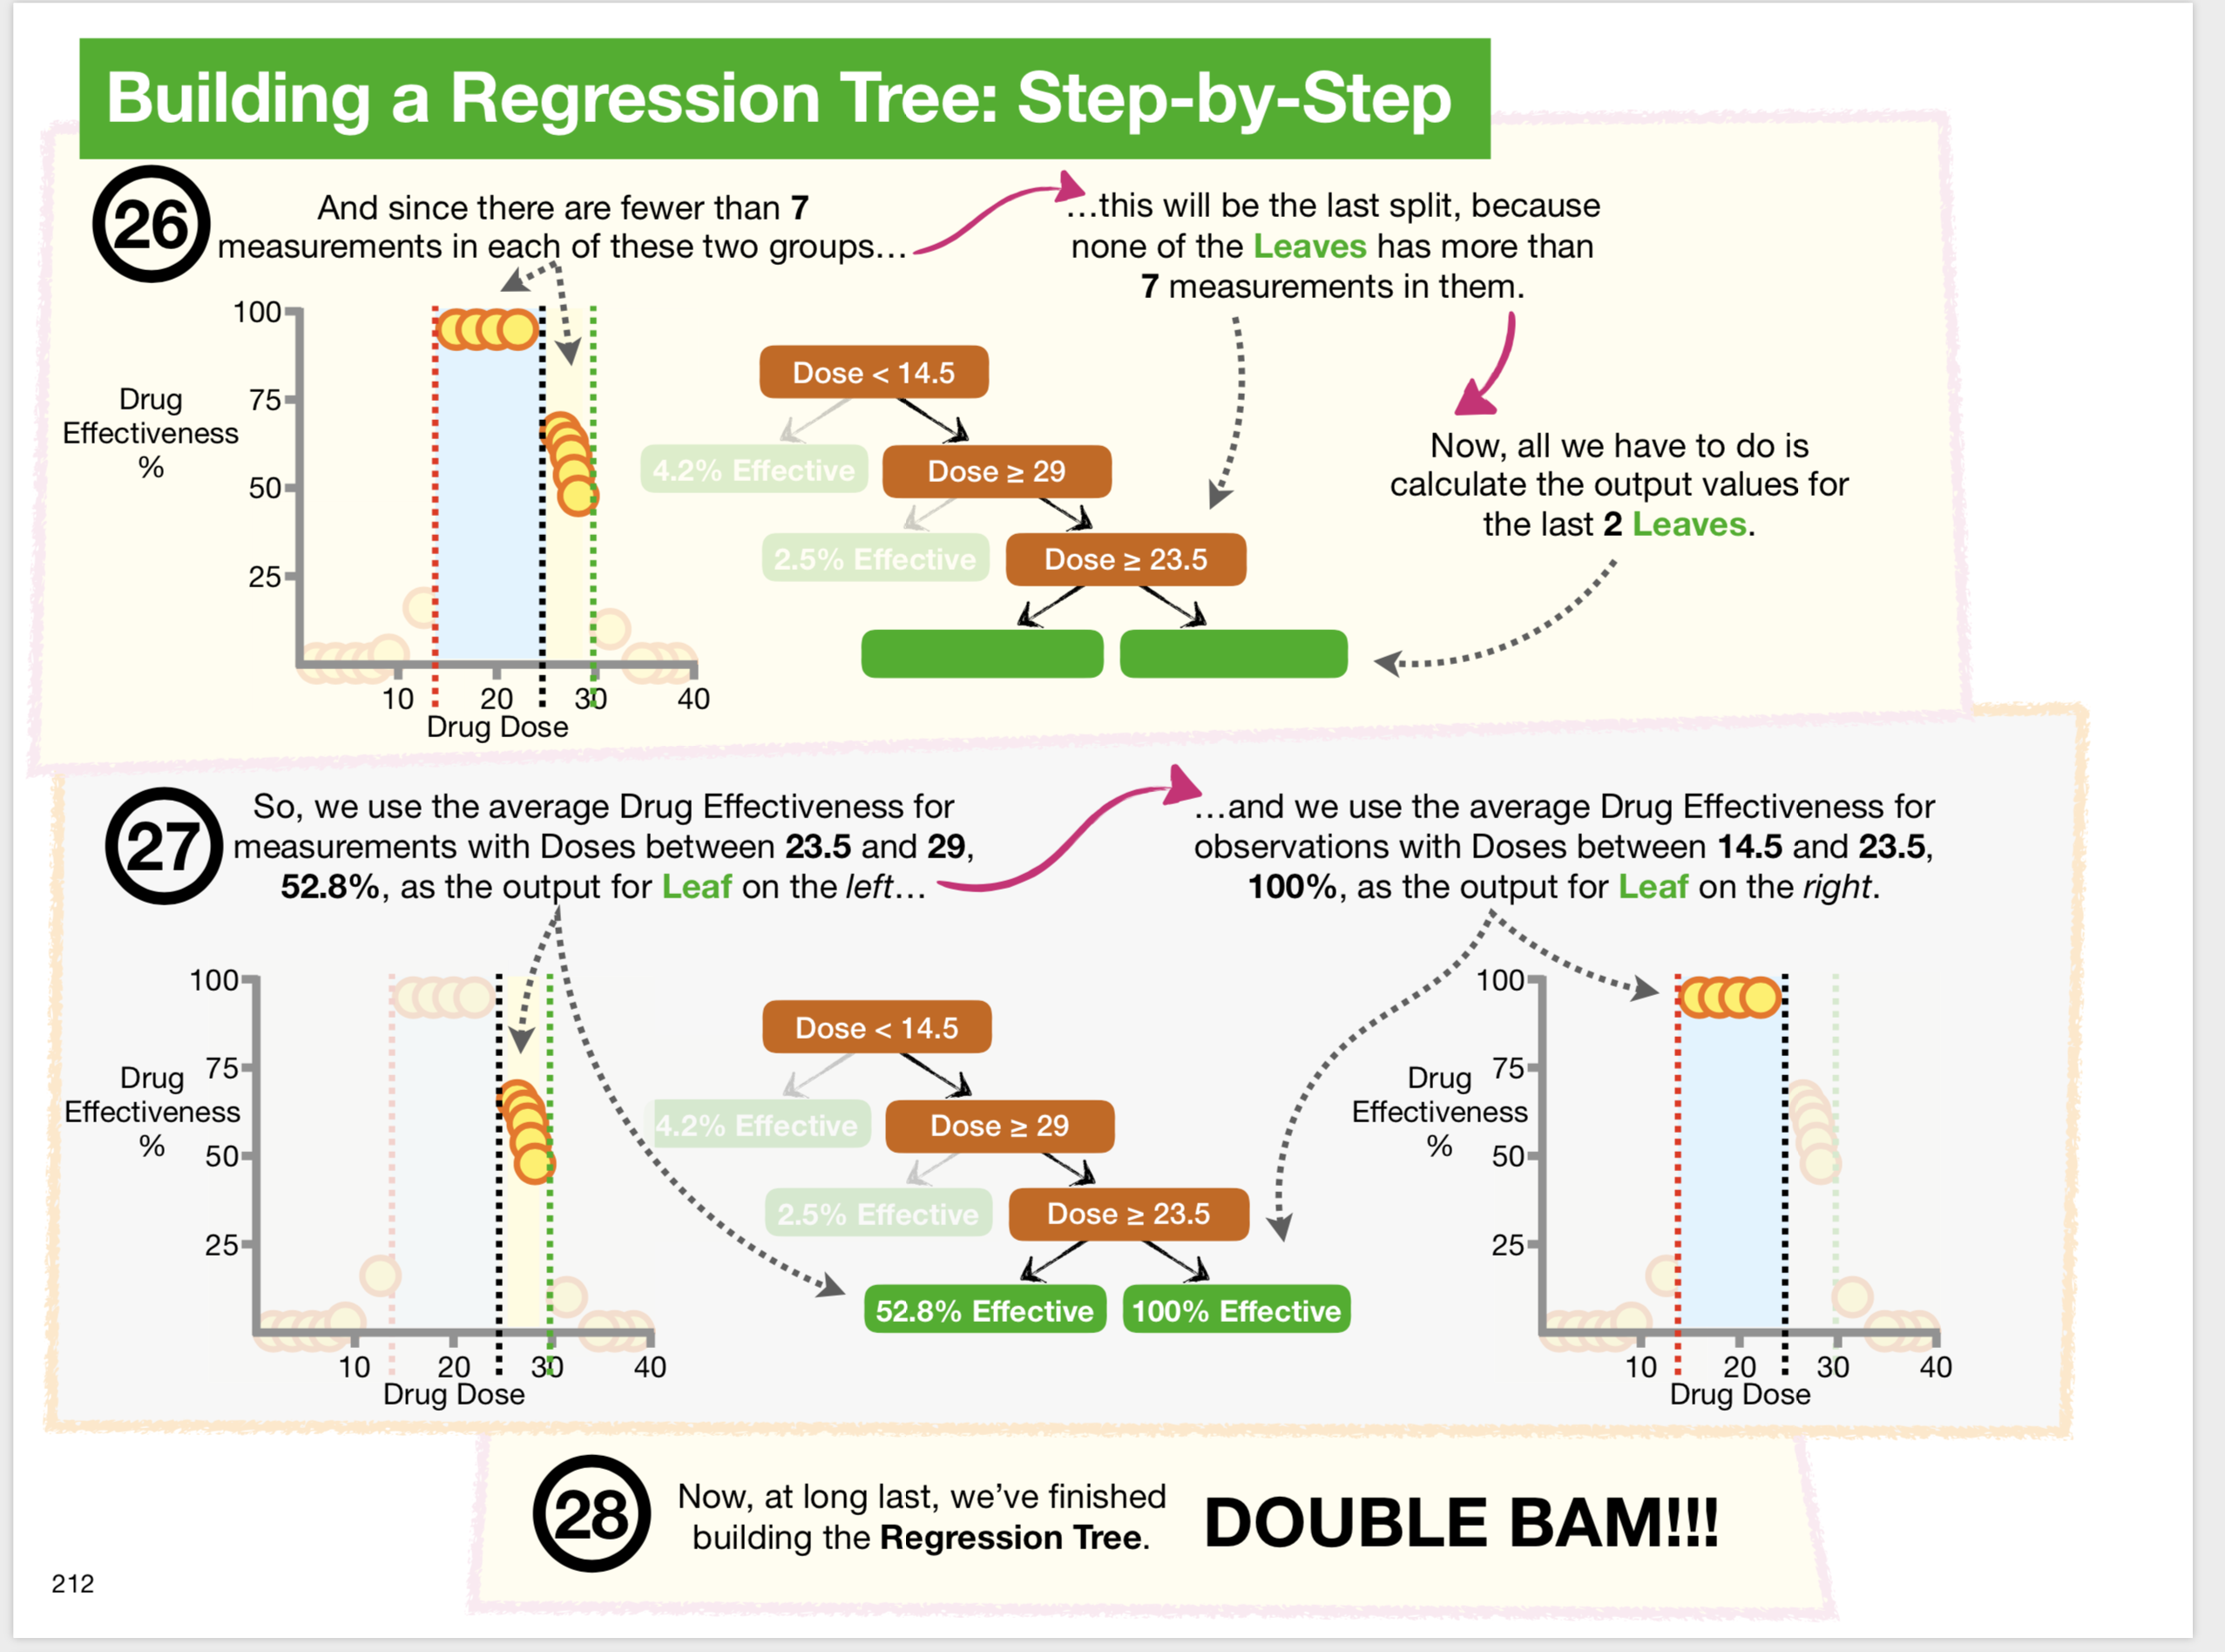 Building a Regression Tree: Step-by-Step
26
And since there are fewer than 7
measurements in each of these two groups…
…this will be the last split, because
none of the Leaves has more than
7 measurements in them.
Now, all we have to do is
calculate the output values for
the last 2 Leaves.
Drug
Effectiveness
%
100
75
50
25
10 20 30 40
Drug Dose
Dose < 14.5
4.2% Effective
Dose ≥ 29
2.5% Effective
Dose ≥ 23.5
27
So, we use the average Drug Effectiveness for
measurements with Doses between 23.5 and 29,
52.8%, as the output for Leaf on the left…
…and we use the average Drug Effectiveness for
observations with Doses between 14.5 and 23.5,
100%, as the output for Leaf on the right.
Drug
Effectiveness
%
100
75
50
25
10 20 30 40
Drug Dose
Dose < 14.5
4.2% Effective
Dose ≥ 29
2.5% Effective
Dose ≥ 23.5
52.8% Effective
100% Effective
Drug
Effectiveness
%
100
75
50
25
10 20 30 40
Drug Dose
28
Now, at long last, we’ve finished
building the Regression Tree.
DOUBLE BAM!!!
212